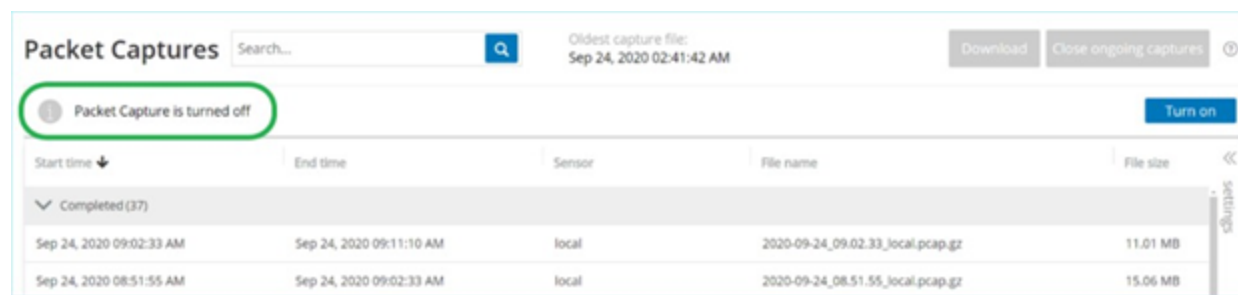 Packet Captures Search... Oldest capture file: Download Close ongoing captures
Sep 24, 2020 02:41:42 AM
Packet Capture is turned off Turn on
Start time End time Sensor File name File size
settings
Completed (37)
Sep 24, 2020 09:02:33 AM Sep 24, 2020 09:11:10 AM local 2020-09-24_09.02.33_local.pcap.gz 11.01 MB
Sep 24, 2020 08:51:55 AM Sep 24, 2020 09:02:33 AM local 2020-09-24_08.51.55_local.pcap.gz 15.06 MB